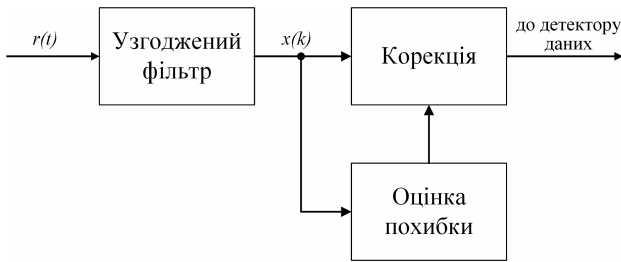 r(t)
Узгоджений
фільтр
x(k)
Корекція
до детектору
даних
Оцінка
похибки